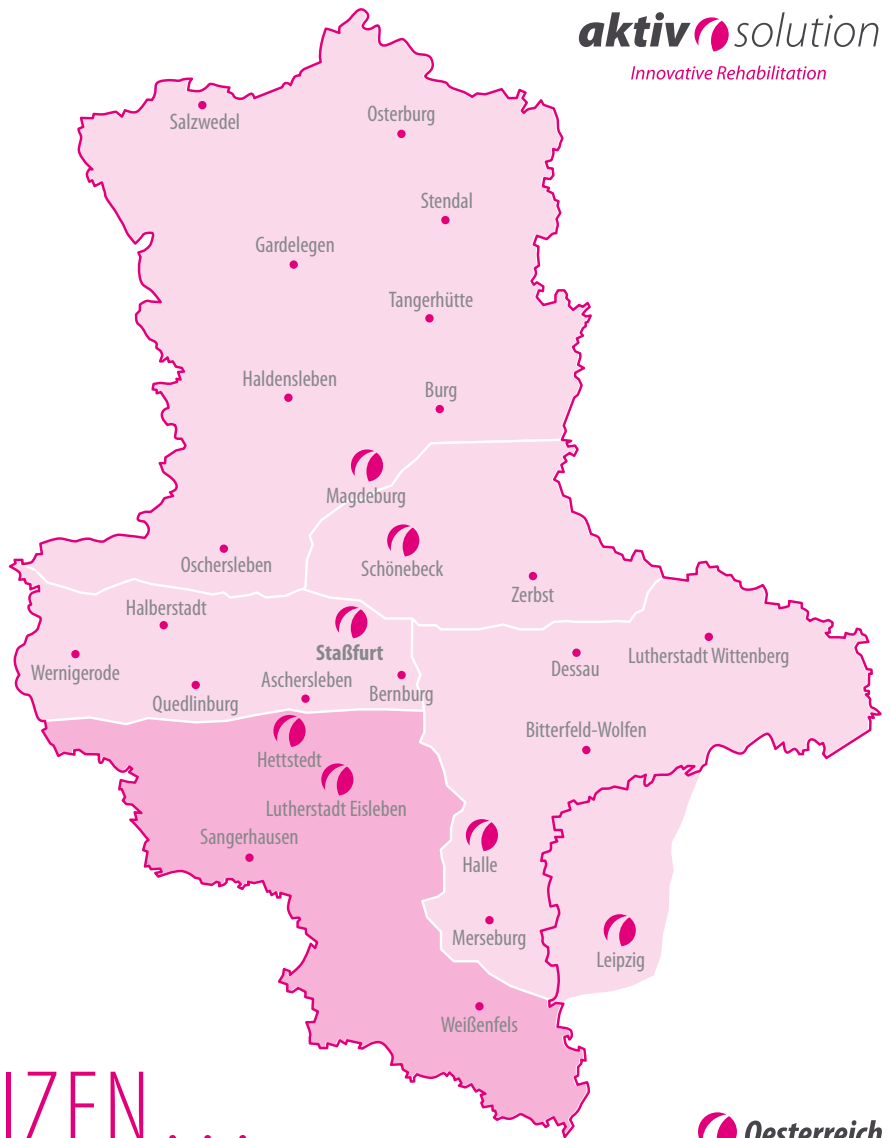 aktiv solution
Innovative Rehabilitation
Salzwedel
Osterburg
Stendal
Gardelegen
Tangerhütte
Haldensleben
Burg
Magdeburg
Schönebeck
Oschersleben
Zerbst
Halberstadt
Staßfurt
Wernigerode
Quedlinburg
Aschersleben
Bernburg
Dessau
Lutherstadt Wittenberg
Bitterfeld-Wolfen
Hettstedt
Lutherstadt Eisleben
Sangerhausen
Halle
Merseburg
Leipzig
Weißenfels
Oesterreich